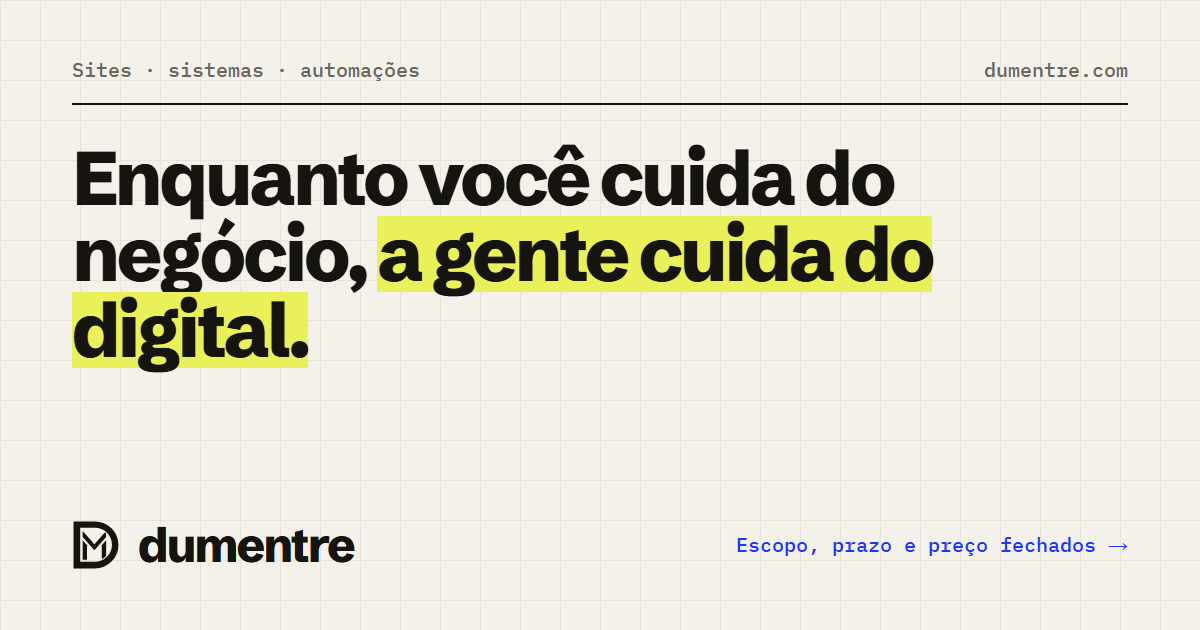 Sites · sistemas · automações
dumentre.com
Enquanto você cuida do
negócio, a gente cuida do
digital.
dumentre
Escopo, prazo e preço fechados →